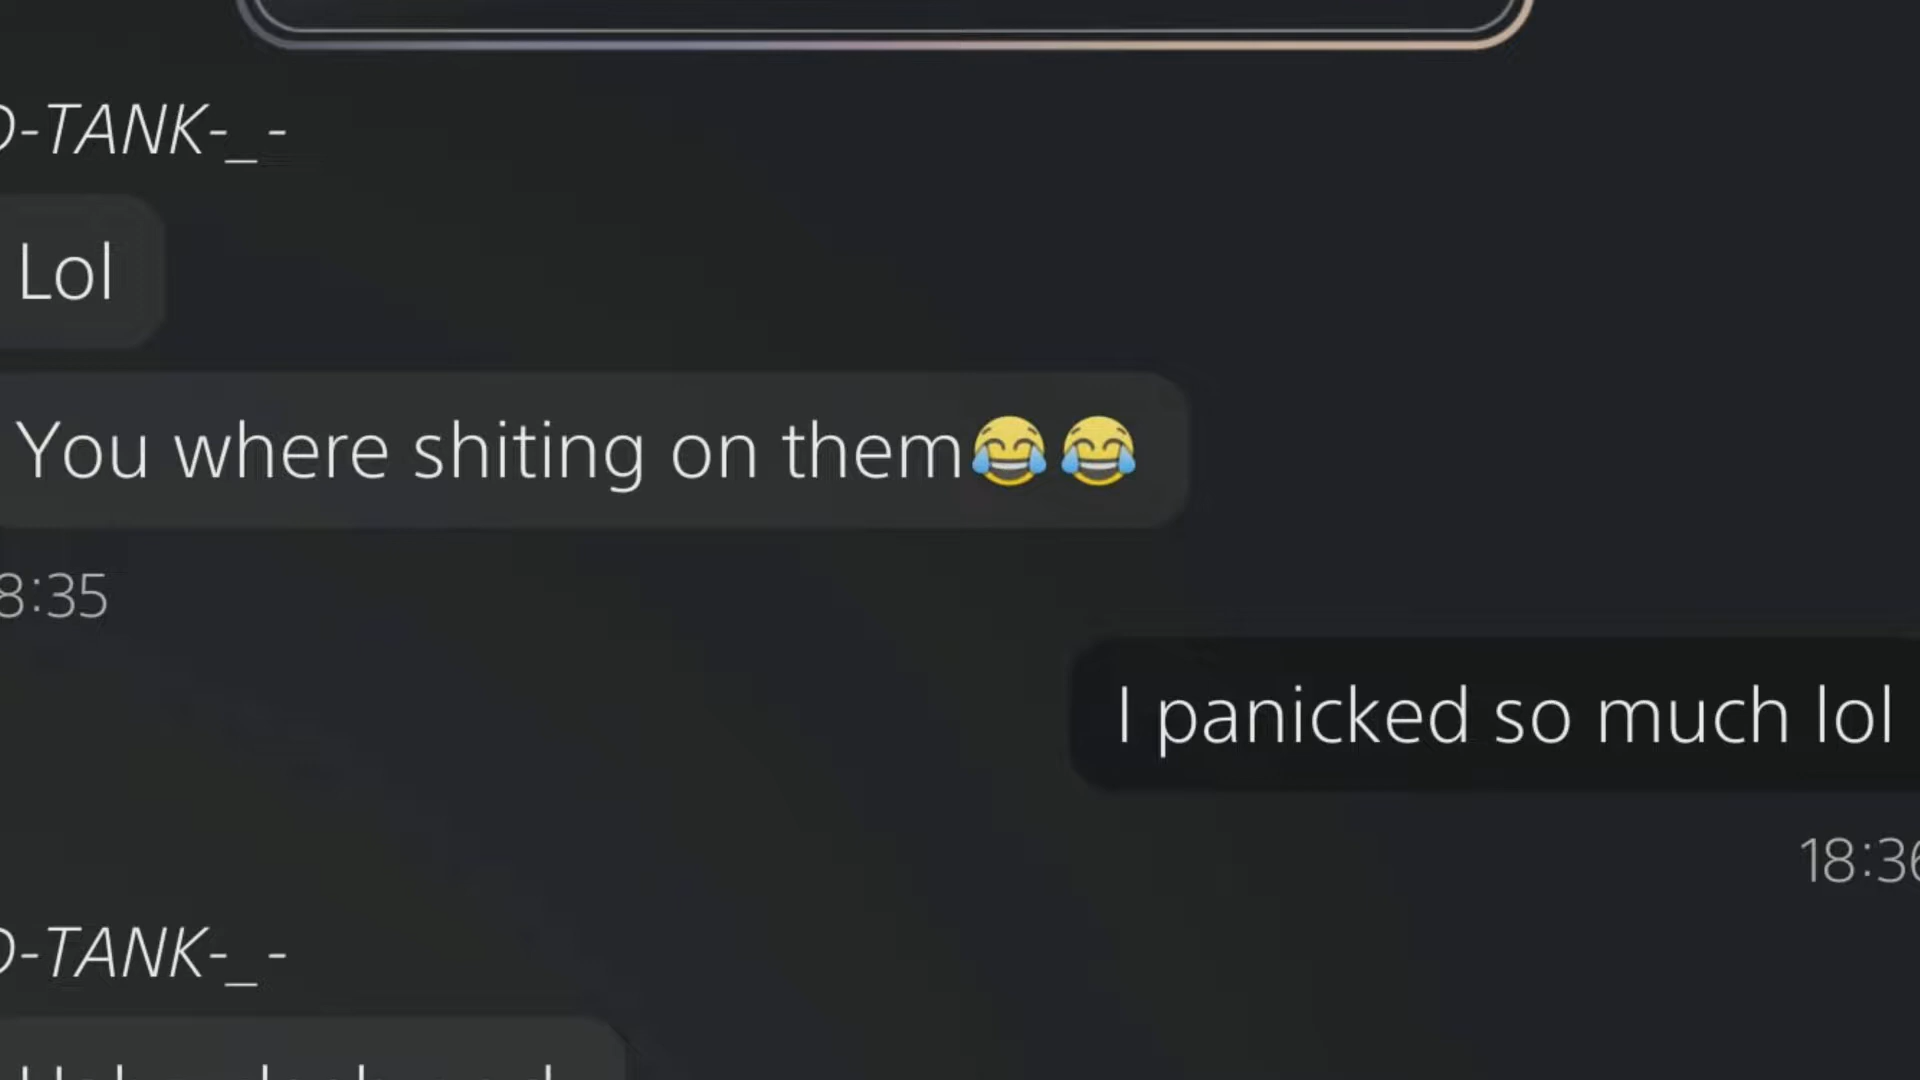 D-TANK-_-
Lol
You where shiting on them😂😂
8:35
I panicked so much lol
18:36
D-TANK-_-